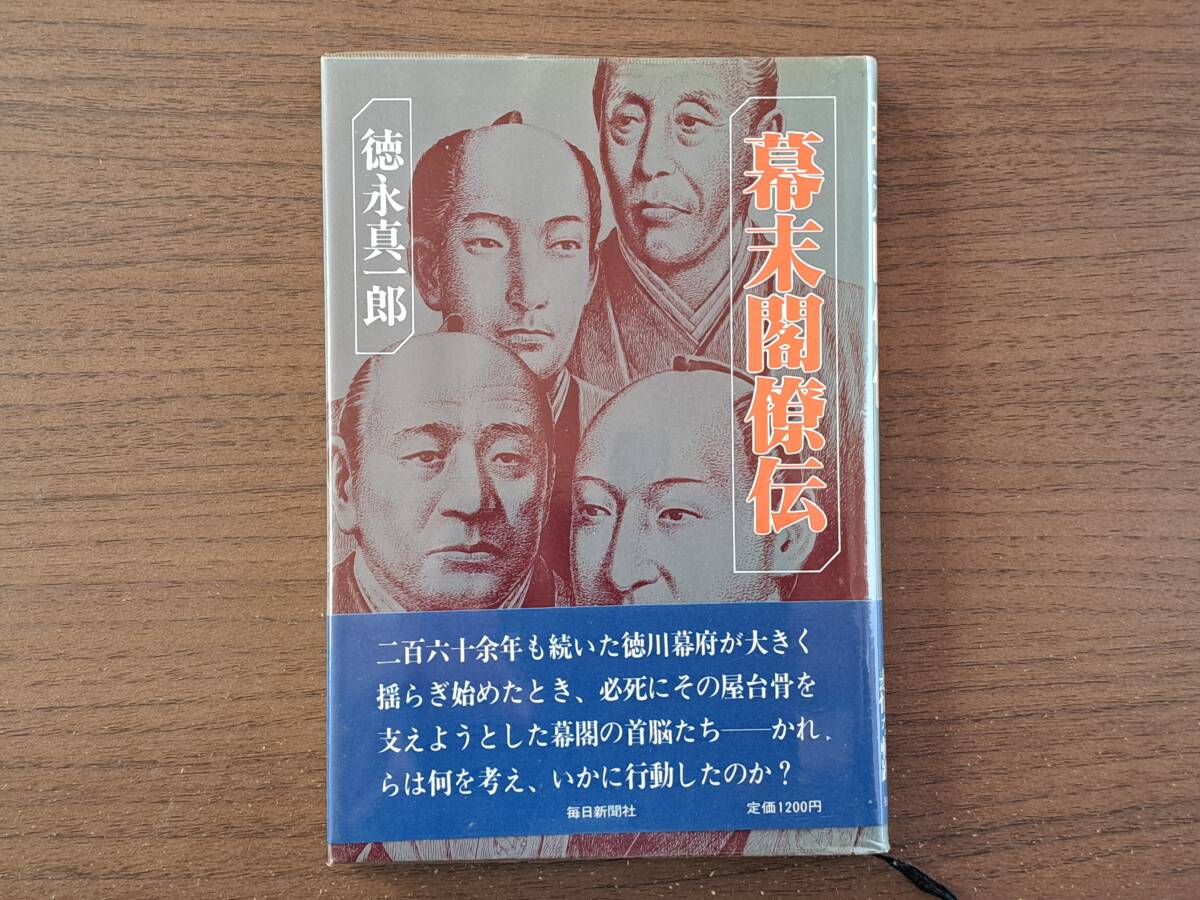 幕末閣僚伝
徳永真一郎
二百六十余年も続いた徳川幕府が大きく
揺らぎ始めたとき、必死にその屋台骨を
支えようとした幕閣の首脳たち──かれ
らは何を考え、いかに行動したのか?
毎日新聞社
定価1200円